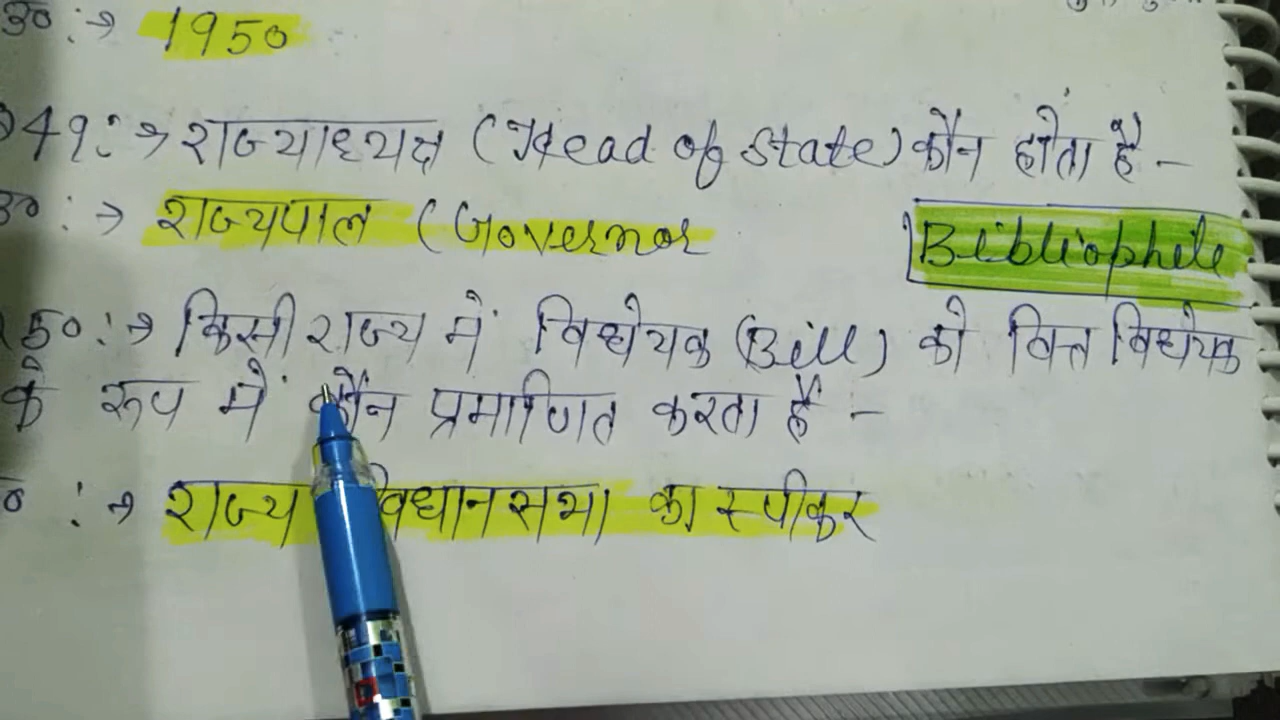 उ० :→ 1950
49:→ राज्याध्यक्ष (Head of State) कौन होता है -
उ० :→ राज्यपाल (Governor
Bibliophile
50:→ किसी राज्य में विधेयक (Bill) को वित्त विधेयक
के रूप में कौन प्रमाणित करता है -
:→ राज्य विधानसभा का स्पीकर